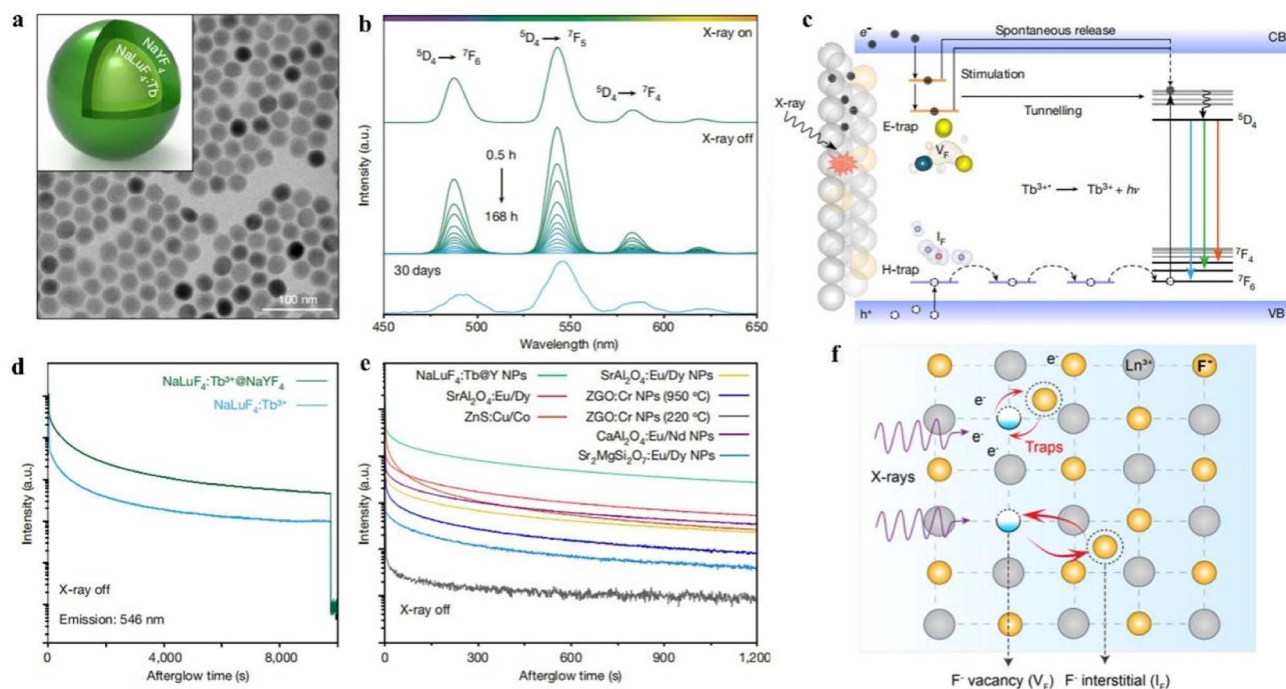 a
NaYF₄
NaLuF₄:Tb
100 nm
b
X-ray on
⁵D₄ → ⁷F₆
⁵D₄ → ⁷F₅
⁵D₄ → ⁷F₄
X-ray off
0.5 h
168 h
30 days
Intensity (a.u.)
450 500 550 600 650
Wavelength (nm)
c
e⁻
Spontaneous release
CB
Stimulation
X-ray
Tunnelling
E-trap
V_F
⁵D₄
Tb³⁺* → Tb³⁺ + hν
I_F
H-trap
⁷F₄
⁷F₆
h⁺
VB
d
NaLuF₄:Tb³⁺@NaYF₄
NaLuF₄:Tb³⁺
Intensity (a.u.)
X-ray off
Emission: 546 nm
0 4,000 8,000
Afterglow time (s)
e
NaLuF₄:Tb@Y NPs
SrAl₂O₄:Eu/Dy
ZnS:Cu/Co
SrAl₂O₄:Eu/Dy NPs
ZGO:Cr NPs (950 °C)
ZGO:Cr NPs (220 °C)
CaAl₂O₄:Eu/Nd NPs
Sr₂MgSi₂O₇:Eu/Dy NPs
Intensity (a.u.)
X-ray off
0 300 600 900 1,200
Afterglow time (s)
f
e⁻
Ln³⁺
F⁻
e⁻
e⁻
e⁻
Traps
X-rays
F⁻ vacancy (V_F)
F⁻ interstitial (I_F)